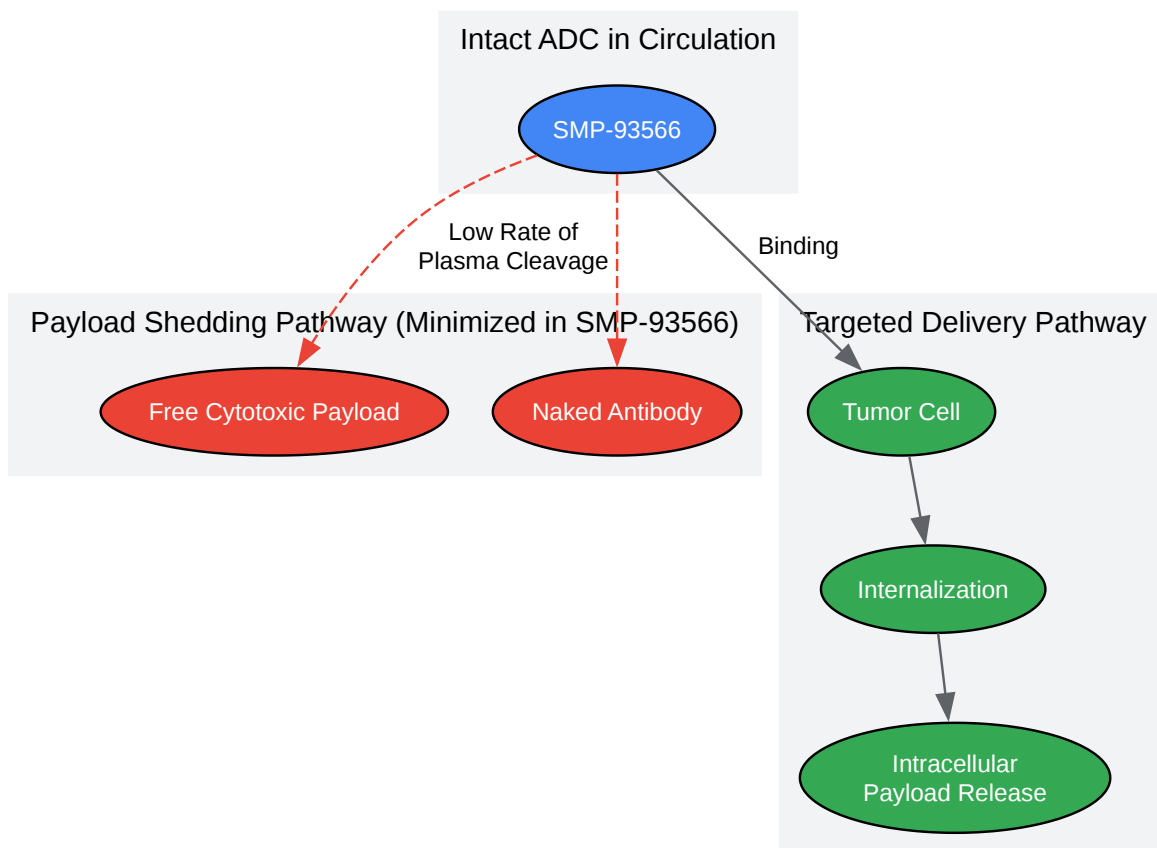 Intact ADC in Circulation
SMP-93566
Low Rate of
Plasma Cleavage
Binding
Payload Shedding Pathway (Minimized in SMP-93566)
Targeted Delivery Pathway
Free Cytotoxic Payload
Naked Antibody
Tumor Cell
Internalization
Intracellular
Payload Release